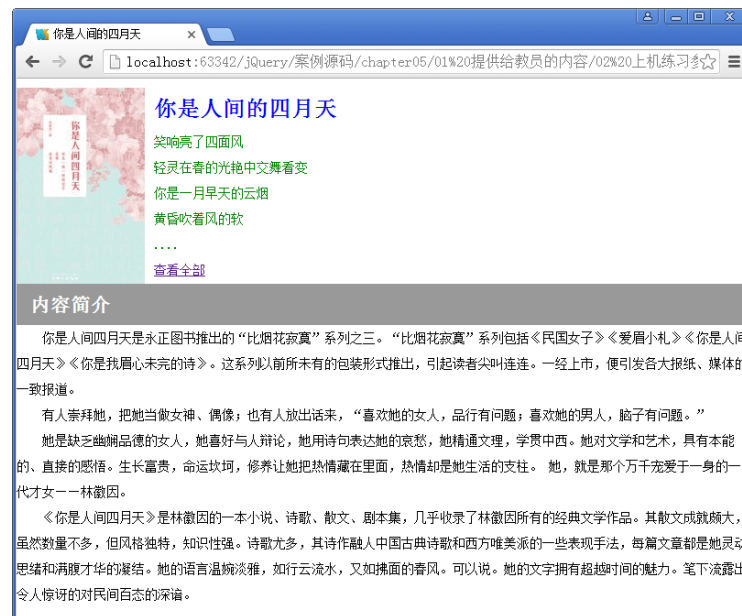 你是人间的四月天
localhost:63342/jQuery/案例源码/chapter05/01%20提供给教员的内容/02%20上机练习参
你是人间四月天
你是人间的四月天
笑响亮了四面风
轻灵在春的光艳中交舞着变
你是一月早天的云烟
黄昏吹着风的软
....
查看全部
内容简介
你是人间四月天是永正图书推出的“比烟花寂寞”系列之三。“比烟花寂寞”系列包括《民国女子》《爱眉小札》《你是人间
四月天》《你是我眉心未完的诗》。这系列以前所未有的包装形式推出，引起读者尖叫连连。一经上市，便引发各大报纸、媒体的
一致报道。
有人崇拜她，把她当做女神、偶像；也有人放出话来，“喜欢她的女人，品行有问题；喜欢她的男人，脑子有问题。”
她是缺乏幽娴品德的女人，她喜好与人辩论，她用诗句表达她的哀愁，她精通文理，学贯中西。她对文学和艺术，具有本能
的、直接的感悟。生长富贵，命运坎坷，修养让她把热情藏在里面，热情却是她生活的支柱。 她，就是那个万千宠爱于一身的一
代才女——林徽因。
《你是人间四月天》是林徽因的一本小说、诗歌、散文、剧本集，几乎收录了林徽因所有的经典文学作品。其散文成就颇大，
虽然数量不多，但风格独特，知识性强。诗歌尤多，其诗作融人中国古典诗歌和西方唯美派的一些表现手法，每篇文章都是她灵动
思绪和满腹才华的凝结。她的语言温婉淡雅，如行云流水，又如拂面的春风。可以说。她的文字拥有超越时间的魅力。笔下流露出
令人惊讶的对民间百态的深谙。